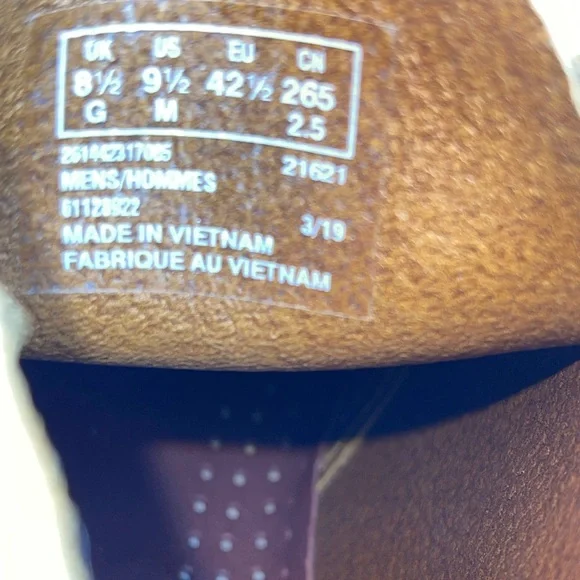 UK US EU CN
8½ 9½ 42½ 265
G M 2.5
261442317085 21621
MENS/HOMMES
61128922 3/19
MADE IN VIETNAM
FABRIQUE AU VIETNAM